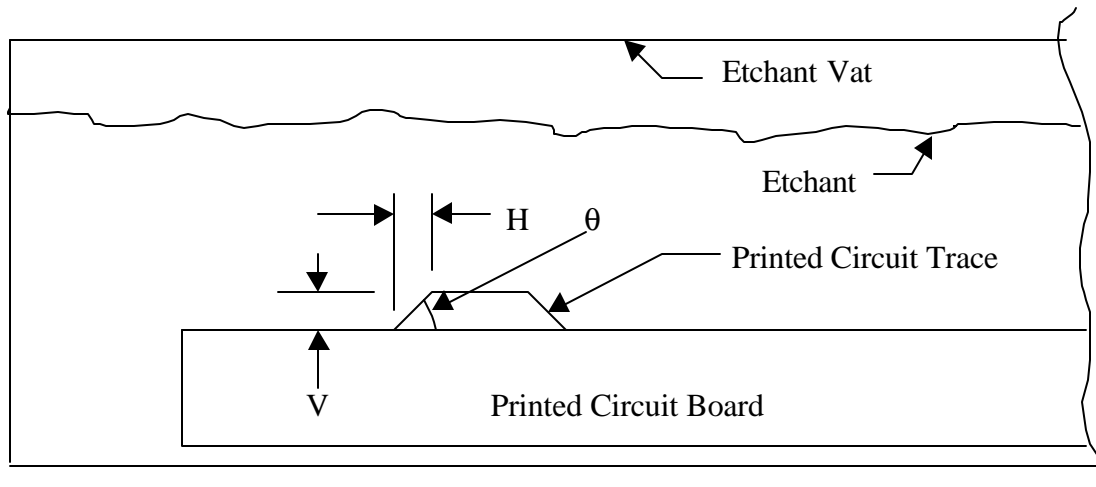 Etchant Vat
Etchant
H θ
Printed Circuit Trace
V
Printed Circuit Board